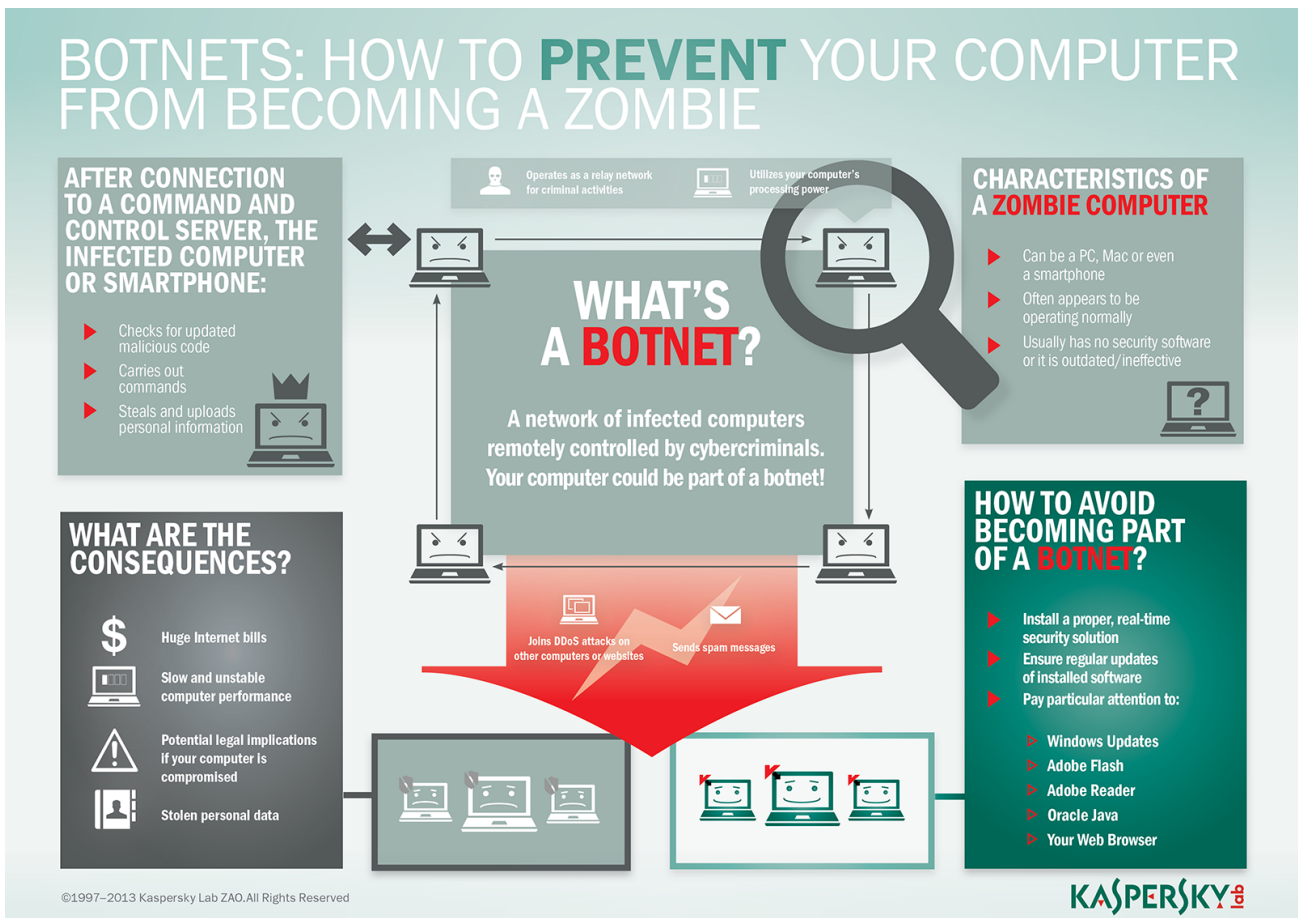 BOTNETS: HOW TO PREVENT YOUR COMPUTER
FROM BECOMING A ZOMBIE
AFTER CONNECTION
TO A COMMAND AND
CONTROL SERVER, THE
INFECTED COMPUTER
OR SMARTPHONE:
Checks for updated
malicious code
Carries out
commands
Steals and uploads
personal information
Operates as a relay network
for criminal activities
Utilizes your computer's
processing power
WHAT'S
A BOTNET?
A network of infected computers
remotely controlled by cybercriminals.
Your computer could be part of a botnet!
CHARACTERISTICS OF
A ZOMBIE COMPUTER
Can be a PC, Mac or even
a smartphone
Often appears to be
operating normally
Usually has no security software
or it is outdated/ineffective
?
WHAT ARE THE
CONSEQUENCES?
$
Huge Internet bills
Slow and unstable
computer performance
Potential legal implications
If your computer is
compromised
Stolen personal data
Joins DDoS attacks on
other computers or websites
Sends spam messages
HOW TO AVOID
BECOMING PART
OF A BOTNET?
Install a proper, real-time
security solution
Ensure regular updates
of installed software
Pay particular attention to:
Windows Updates
Adobe Flash
Adobe Reader
Oracle Java
Your Web Browser
©1997–2013 Kaspersky Lab ZAO.All Rights Reserved
KASPERSKY lab